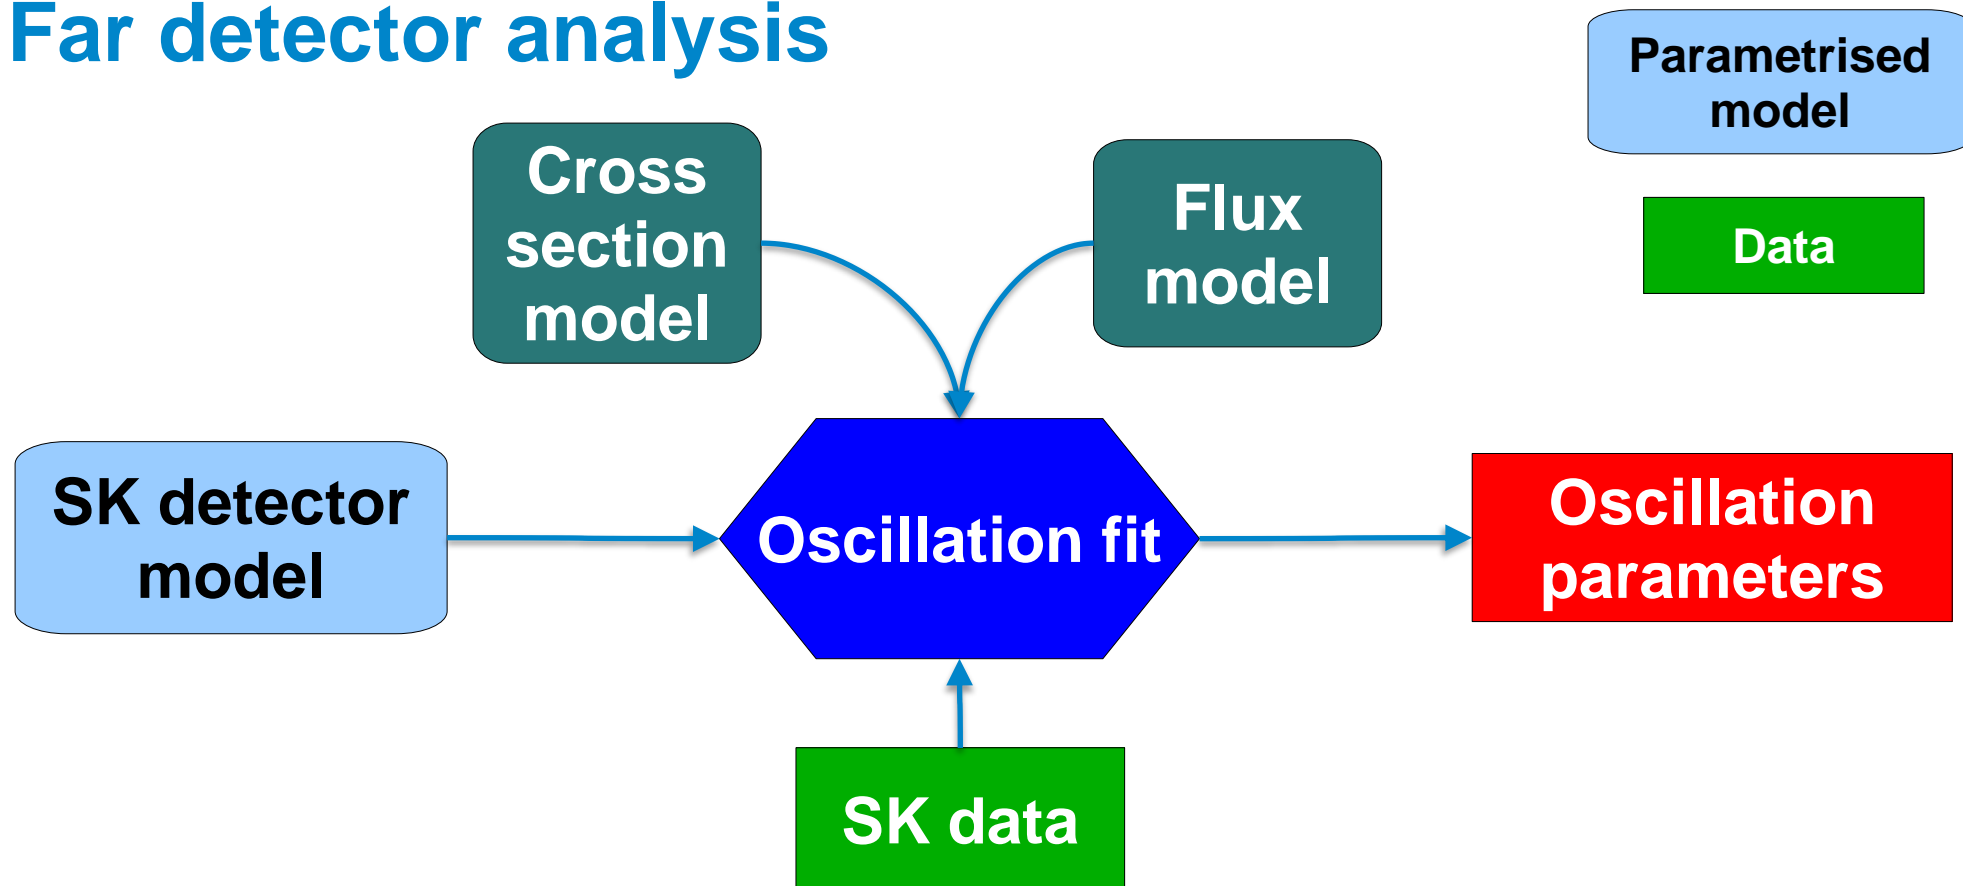 Far detector analysis
Parametrised
model
Data
Cross
section
model
Flux
model
SK detector
model
Oscillation fit
Oscillation
parameters
SK data